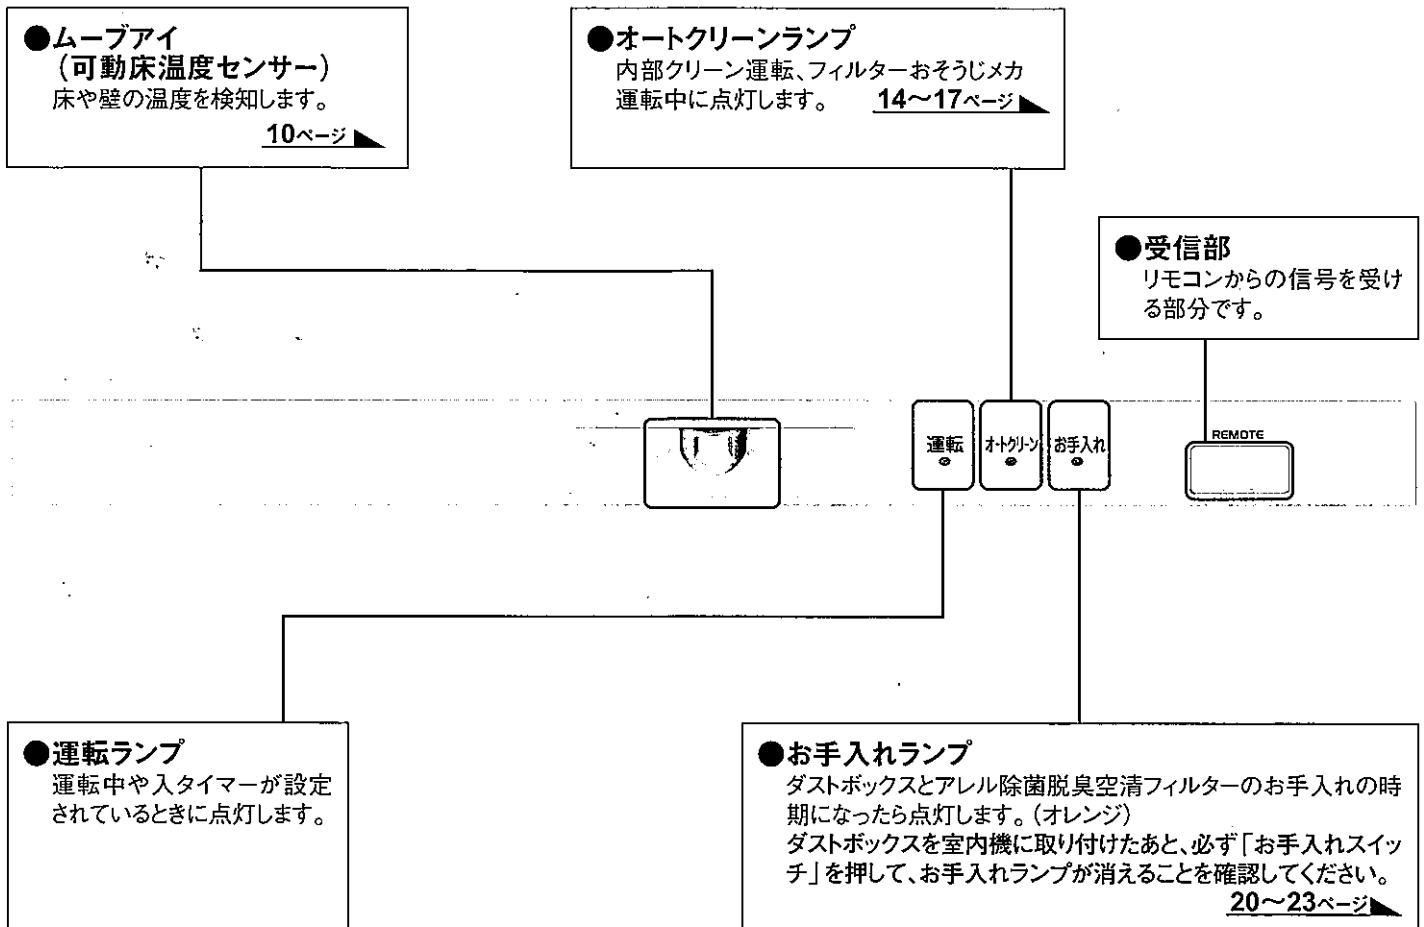 ●ムーブアイ
(可動床温度センサー)
床や壁の温度を検知します。
10ページ
●オートクリーンランプ
内部クリーン運転、フィルターおそうじメカ
運転中に点灯します。 14〜17ページ
●受信部
リモコンからの信号を受け
る部分です。
運転 オートクリーン お手入れ
REMOTE
●運転ランプ
運転中や入タイマーが設定
されているときに点灯します。
●お手入れランプ
ダストボックスとアレル除菌脱臭空清フィルターのお手入れの時
期になったら点灯します。(オレンジ)
ダストボックスを室内機に取り付けたあと、必ず「お手入れスイッ
チ」を押して、お手入れランプが消えることを確認してください。
20〜23ページ